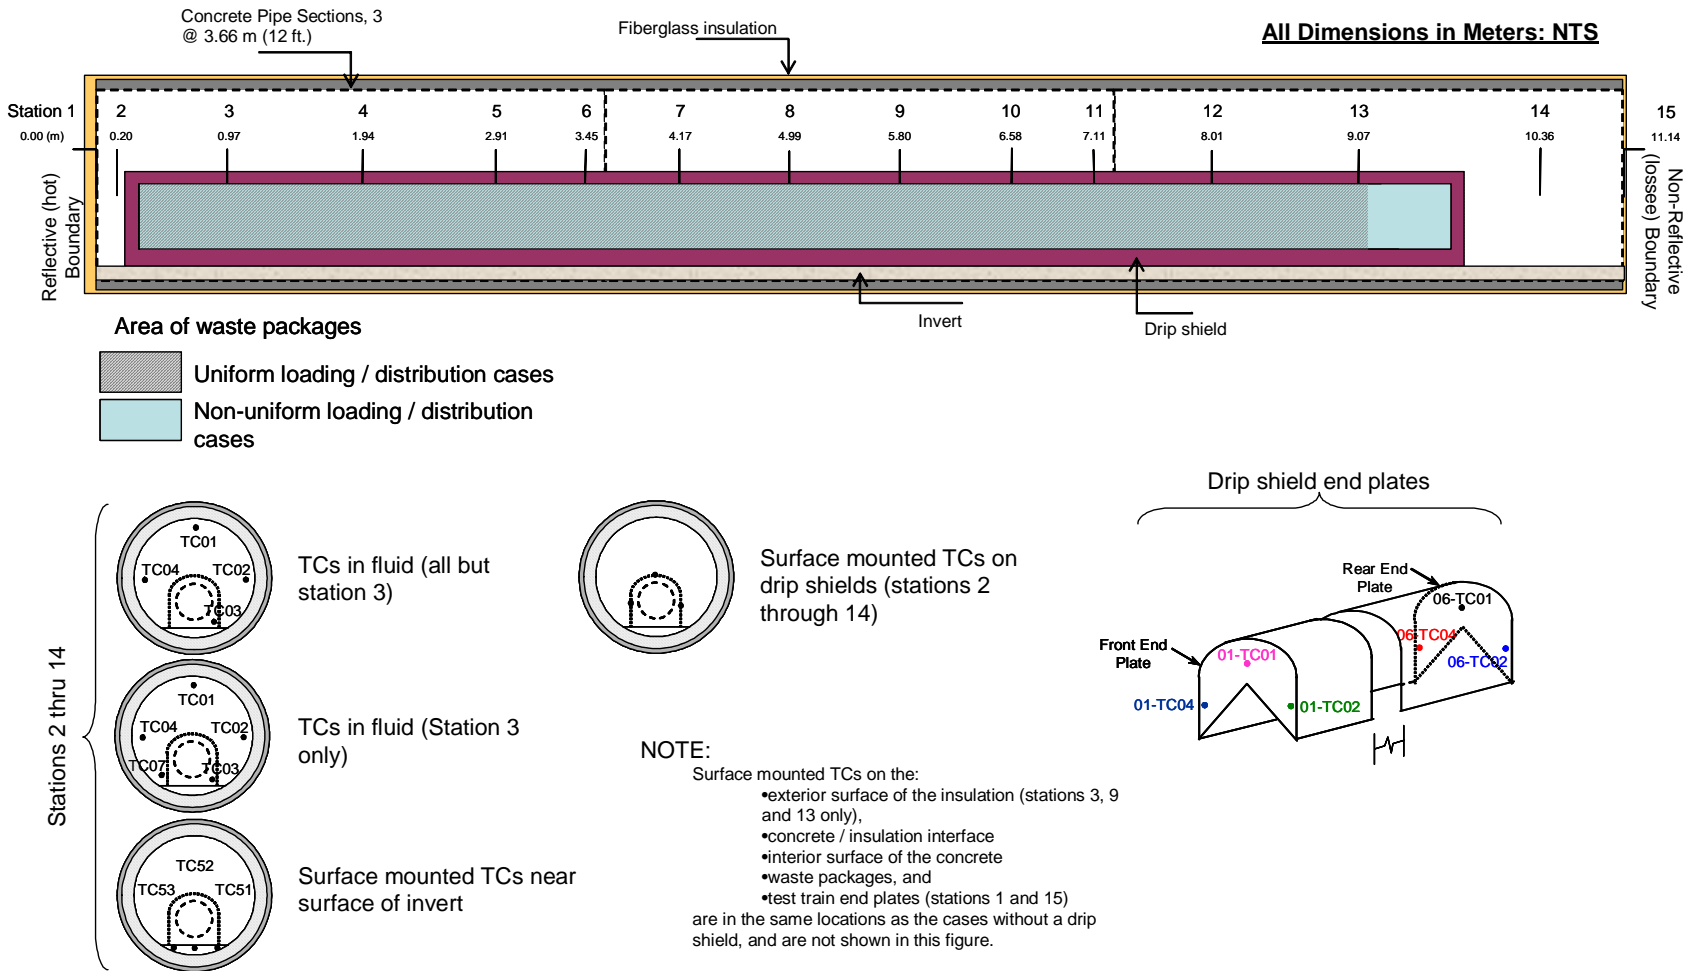 Concrete Pipe Sections, 3
@ 3.66 m (12 ft.)
Fiberglass insulation
All Dimensions in Meters: NTS
Station 1 2 3 4 5 6 7 8 9 10 11 12 13 14 15
0.00 (m) 0.20 0.97 1.94 2.91 3.45 4.17 4.99 5.80 6.58 7.11 8.01 9.07 10.36 11.14
Reflective (hot)
Boundary
Non-Reflective
(lossee) Boundary
Invert
Drip shield
Area of waste packages
Uniform loading / distribution cases
Non-uniform loading / distribution
cases
Stations 2 thru 14
TC01
TC04 TC02
TC03
TCs in fluid (all but
station 3)
TC01
TC04 TC02
TC07 TC03
TCs in fluid (Station 3
only)
TC52
TC53 TC51
Surface mounted TCs near
surface of invert
Surface mounted TCs on
drip shields (stations 2
through 14)
Drip shield end plates
Rear End
Plate
06-TC01
06-TC04
06-TC02
Front End
Plate
01-TC01
01-TC04
01-TC02
NOTE:
Surface mounted TCs on the:
•exterior surface of the insulation (stations 3, 9
and 13 only),
•concrete / insulation interface
•interior surface of the concrete
•waste packages, and
•test train end plates (stations 1 and 15)
are in the same locations as the cases without a drip
shield, and are not shown in this figure.